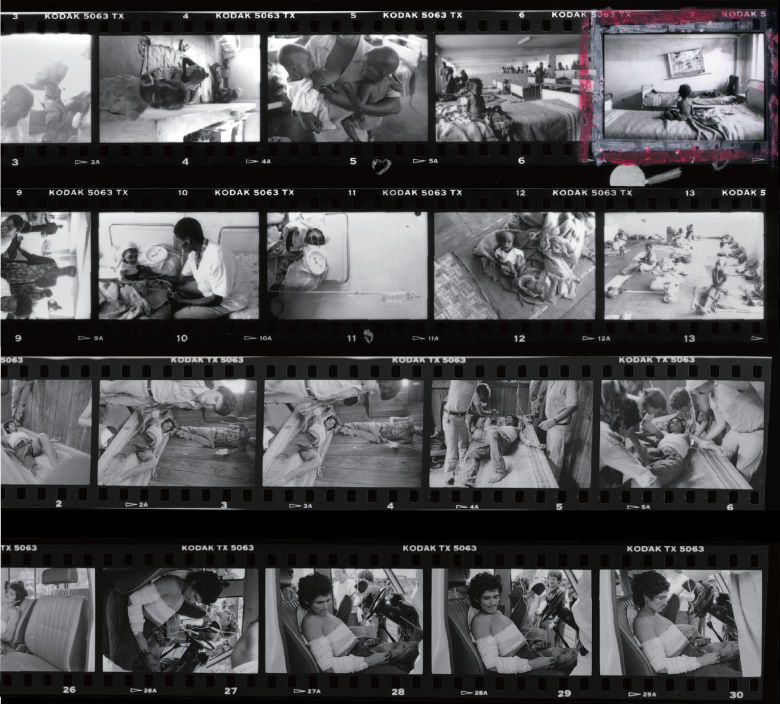 3 KODAK 5063 TX 4 KODAK 5063 TX 5 KODAK 5063 TX 6 KODAK 5063 TX 7 KODAK 5
3 3A 4 4A 5 5A 6 7
9 KODAK 5063 TX 10 KODAK 5063 TX 11 KODAK 5063 TX 12 KODAK 5063 TX 13 KODAK 5
9 9A 10 10A 11 11A 12 12A 13
5063 KODAK TX 5063 KODAK TX 5063 KODAK TX 5063
2 2A 3 3A 4 4A 5 5A 6
TX 5063 KODAK TX 5063 KODAK TX 5063 KODAK TX 5063
26 26A 27 27A 28 28A 29 29A 30